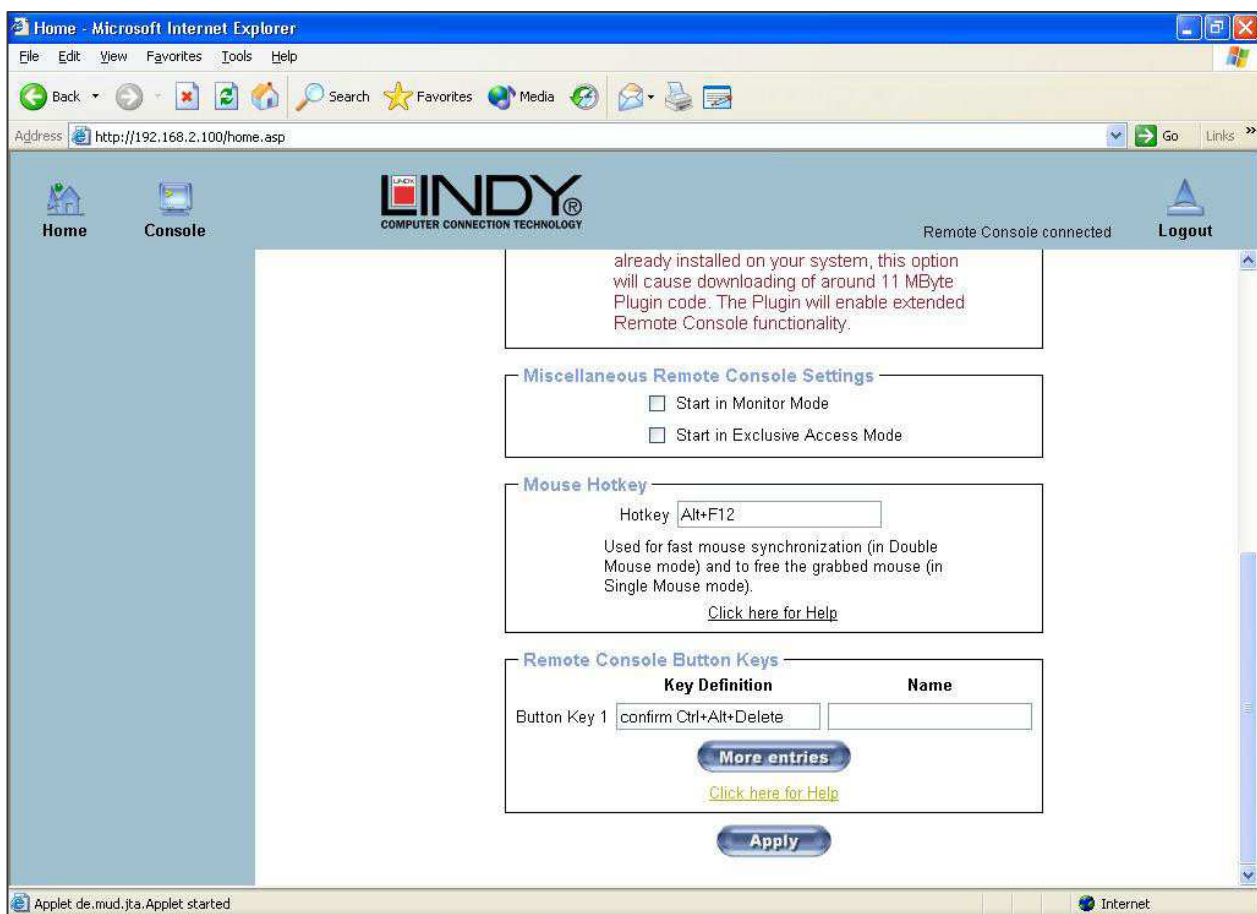 Home - Microsoft Internet Explorer
File Edit View Favorites Tools Help
Back Search Favorites Media
Address http://192.168.2.100/home.asp Go Links »
LINDY
LINDY®
COMPUTER CONNECTION TECHNOLOGY
Home Console Remote Console connected Logout
already installed on your system, this option
will cause downloading of around 11 MByte
Plugin code. The Plugin will enable extended
Remote Console functionality.
Miscellaneous Remote Console Settings
Start in Monitor Mode
Start in Exclusive Access Mode
Mouse Hotkey
Hotkey Alt+F12
Used for fast mouse synchronization (in Double
Mouse mode) and to free the grabbed mouse (in
Single Mouse mode).
Click here for Help
Remote Console Button Keys
Key Definition Name
Button Key 1 confirm Ctrl+Alt+Delete
More entries
Click here for Help
Apply
Applet de.mud.jta.Applet started Internet